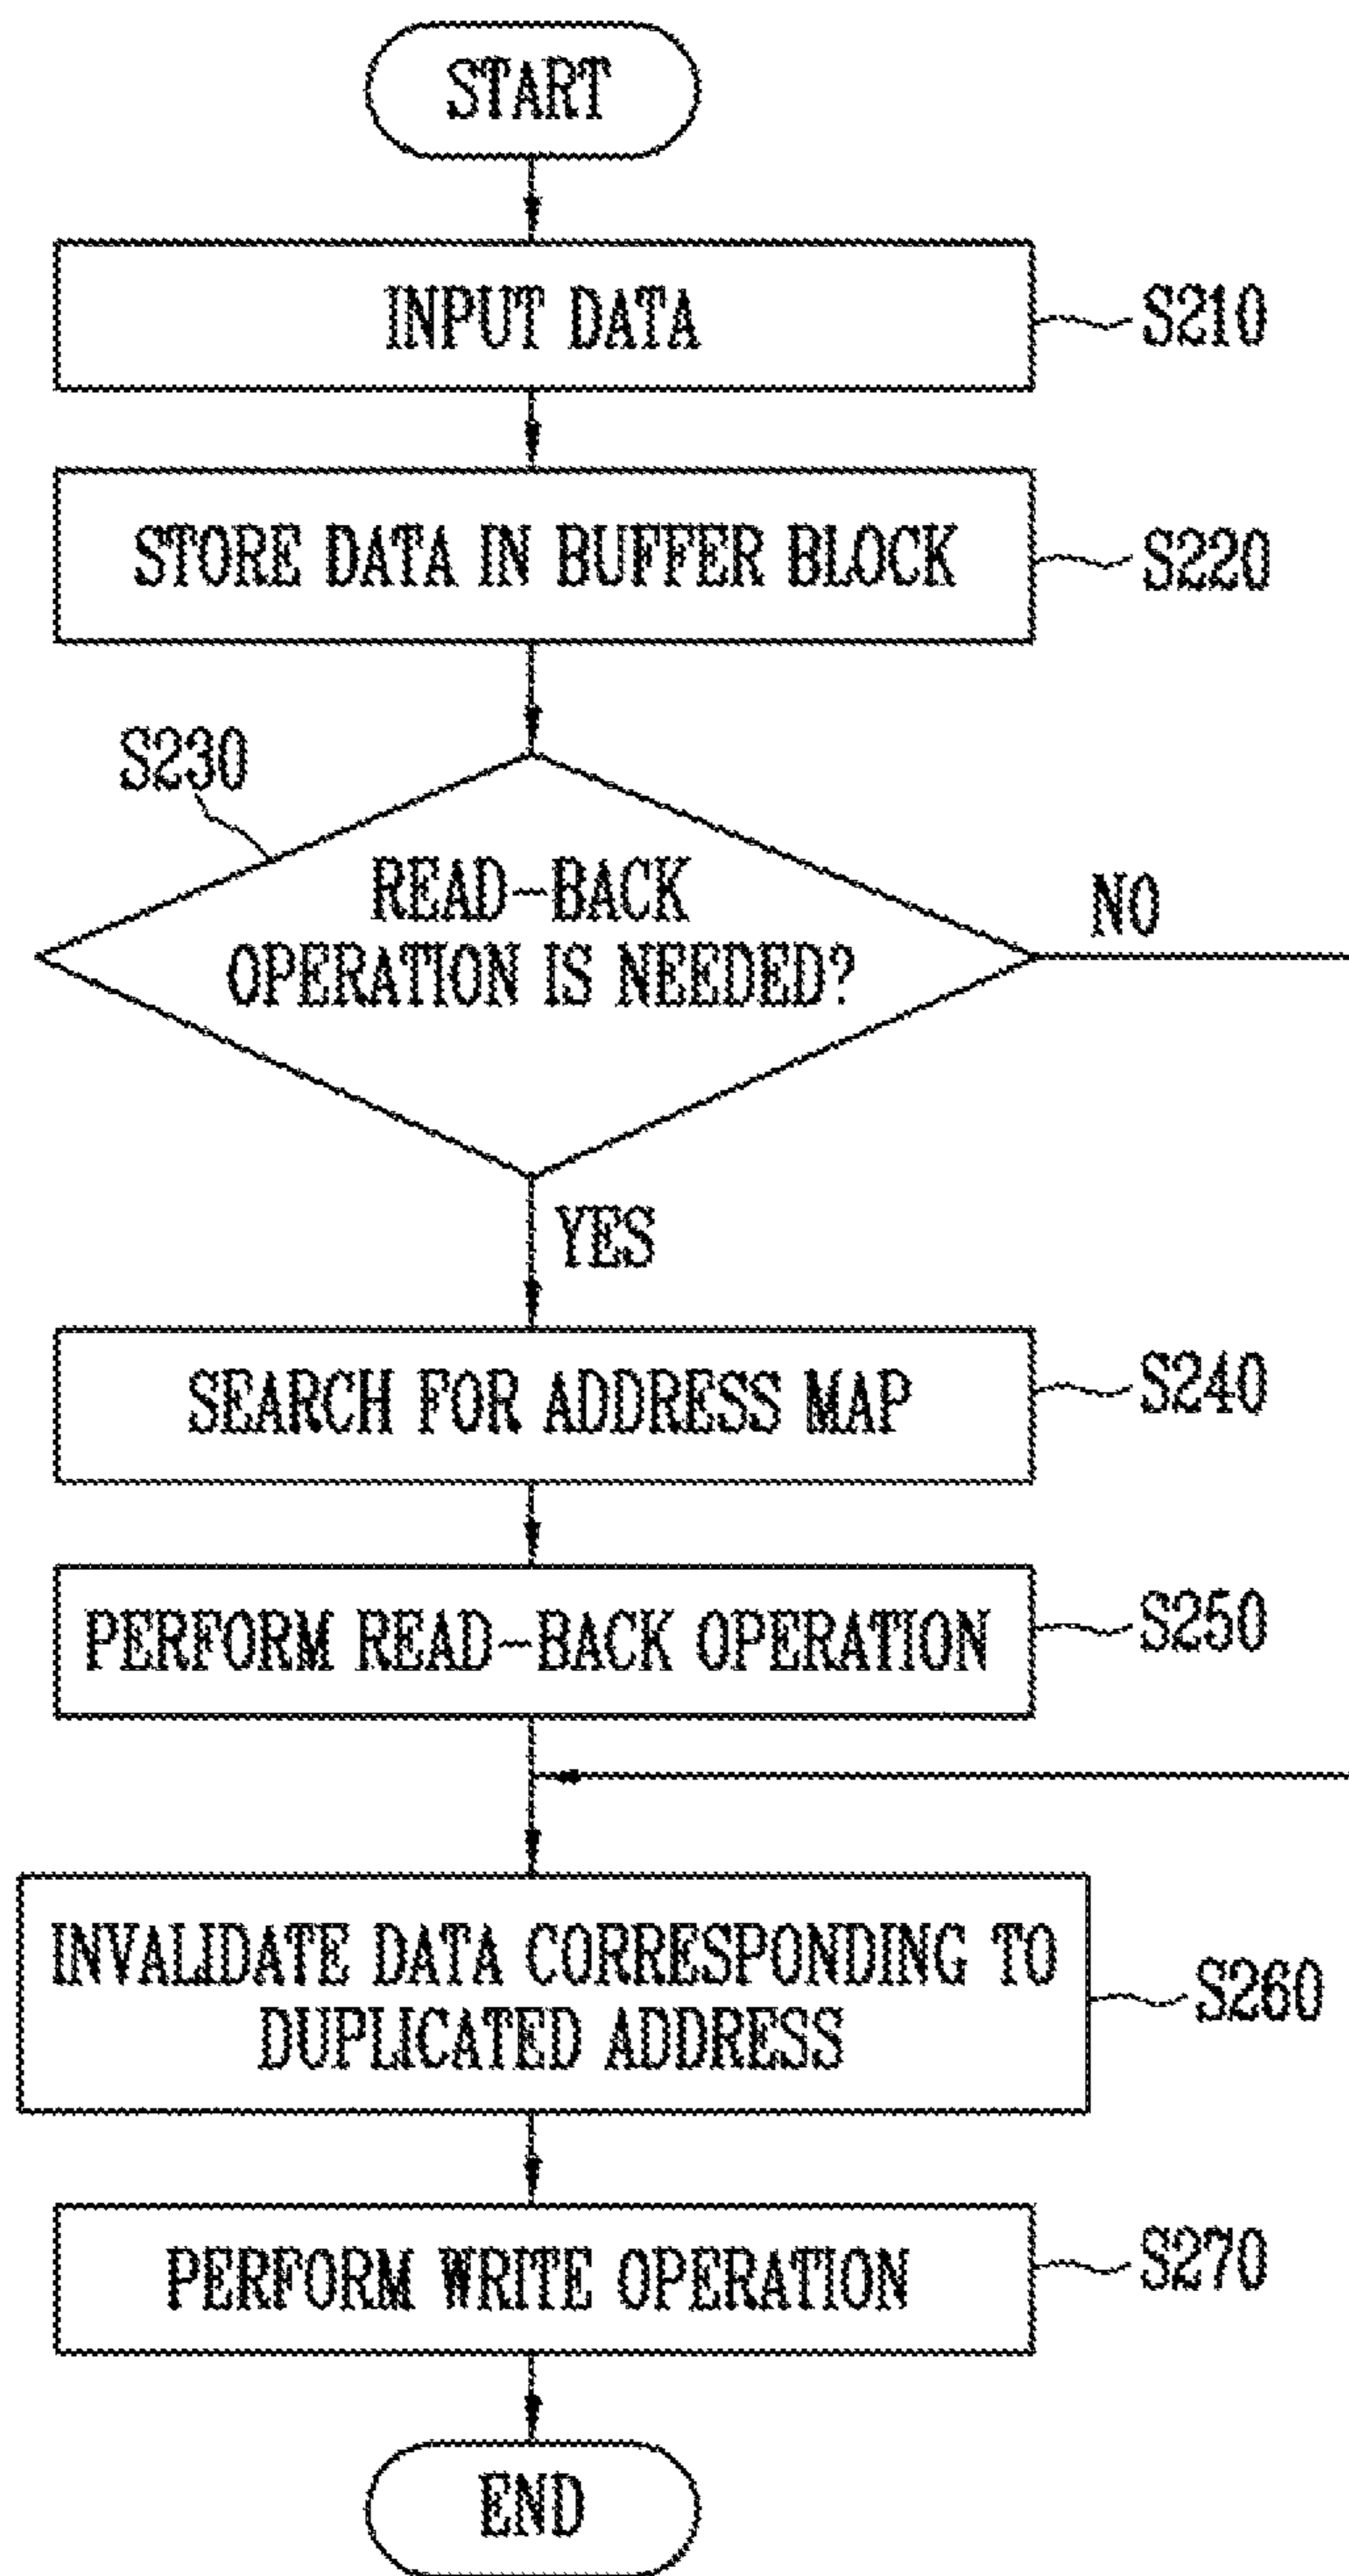 START
INPUT DATA
S210
STORE DATA IN BUFFER BLOCK
S220
S230
READ-BACK
OPERATION IS NEEDED?
NO
YES
SEARCH FOR ADDRESS MAP
S240
PERFORM READ-BACK OPERATION
S250
INVALIDATE DATA CORRESPONDING TO
DUPLICATED ADDRESS
S260
PERFORM WRITE OPERATION
S270
END